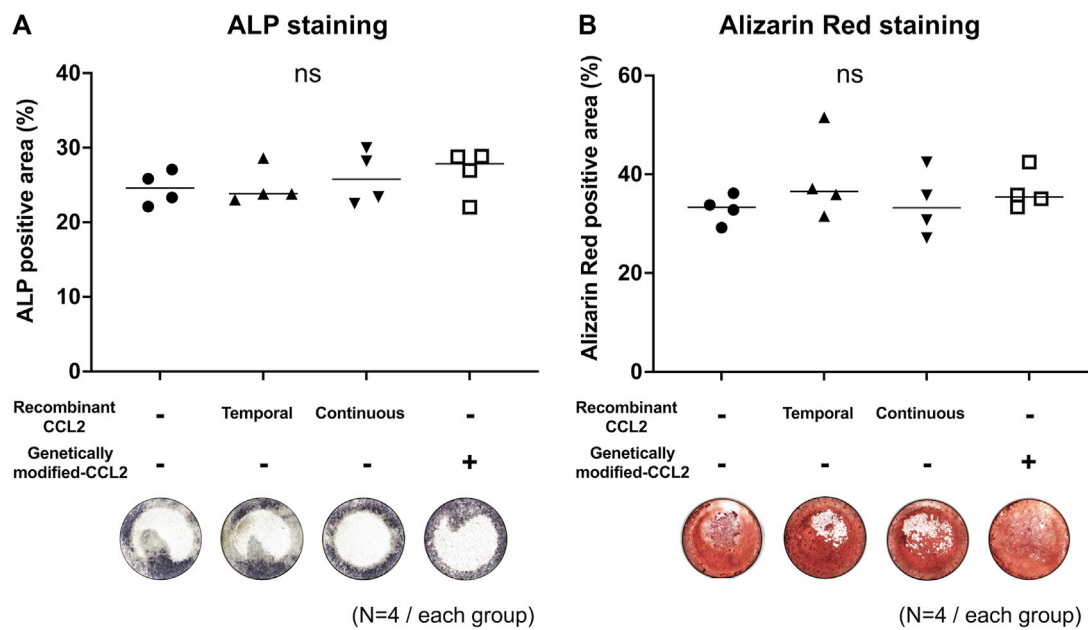 A
ALP staining
ns
ALP positive area (%)
40
30
20
10
0
Recombinant
CCL2
- Temporal Continuous -
Genetically
modified-CCL2
- - - +
(N=4 / each group)
B
Alizarin Red staining
ns
Alizarin Red positive area (%)
60
40
20
0
Recombinant
CCL2
- Temporal Continuous -
Genetically
modified-CCL2
- - - +
(N=4 / each group)